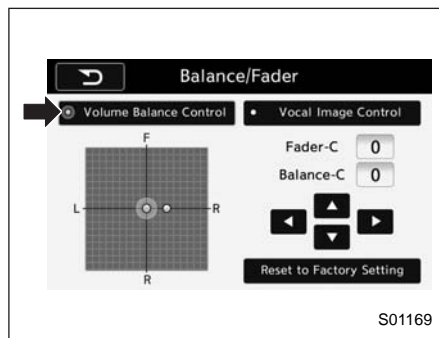 Balance/Fader
Volume Balance Control
Vocal Image Control
F
L
R
R
Fader-C 0
Balance-C 0
Reset to Factory Setting
S01169